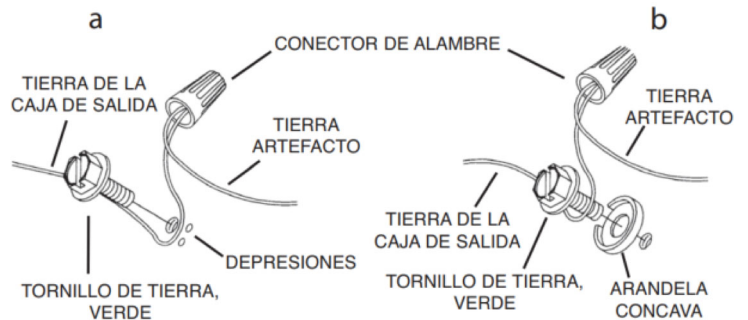 a
b
CONECTOR DE ALAMBRE
TIERRA DE LA
CAJA DE SALIDA
TIERRA
ARTEFACTO
TIERRA
ARTEFACTO
DEPRESIONES
TORNILLO DE TIERRA,
VERDE
TIERRA DE LA
CAJA DE SALIDA
TORNILLO DE TIERRA,
VERDE
ARANDELA
CONCAVA